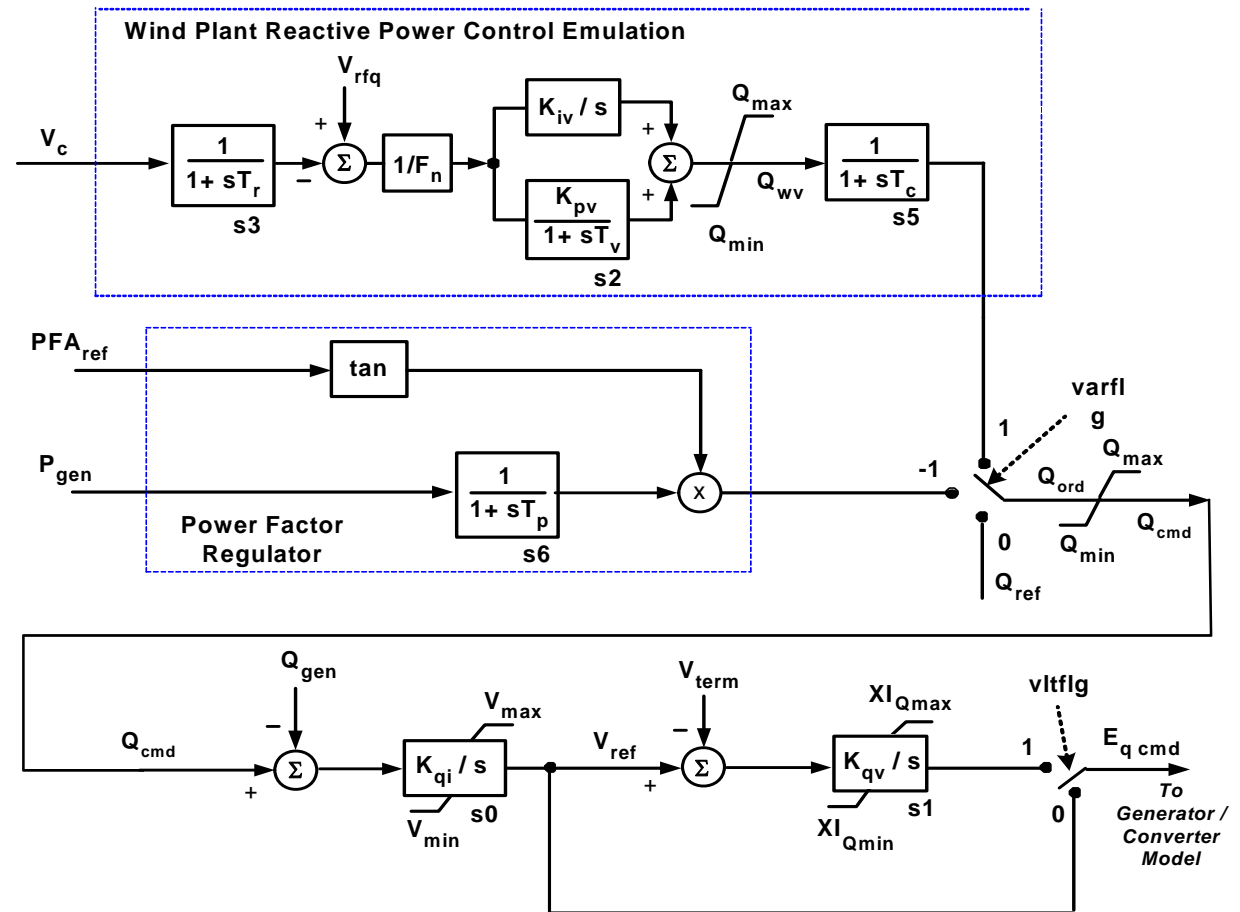 Wind Plant Reactive Power Control Emulation
V_rfq
K_iv / s
Q_max
V_c
+
+
1
1+ sT_r
−
Σ
1/F_n
Σ
Q_wv
1
1+ sT_c
+
K_pv
1+ sT_v
Q_min
s3
s5
s2
PFA_ref
tan
varfl
g
1
P_gen
-1
Q_max
1
1+ sT_p
x
Q_ord
Power Factor
Regulator
s6
0
Q_min
Q_cmd
Q_ref
Q_gen
V_term
vltflg
−
V_max
−
XI_Qmax
Q_cmd
Σ
K_qi / s
V_ref
Σ
K_qv / s
1
E_q cmd
+
+
V_min
s0
XI_Qmin
s1
0
To
Generator /
Converter
Model